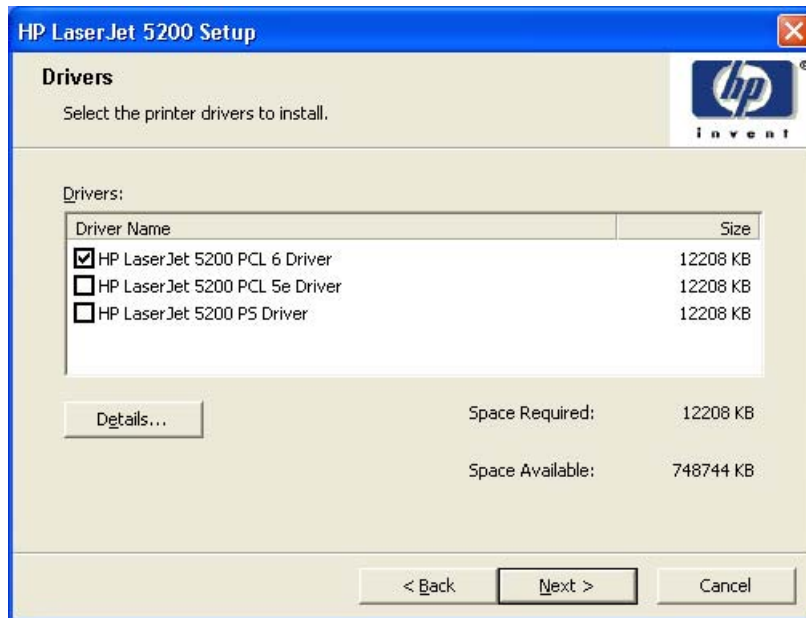 HP LaserJet 5200 Setup
Drivers
Select the printer drivers to install.
hp
®
invent
Drivers:
Driver Name Size
HP LaserJet 5200 PCL 6 Driver 12208 KB
HP LaserJet 5200 PCL 5e Driver 12208 KB
HP LaserJet 5200 PS Driver 12208 KB
Details... Space Required: 12208 KB
Space Available: 748744 KB
< Back Next > Cancel